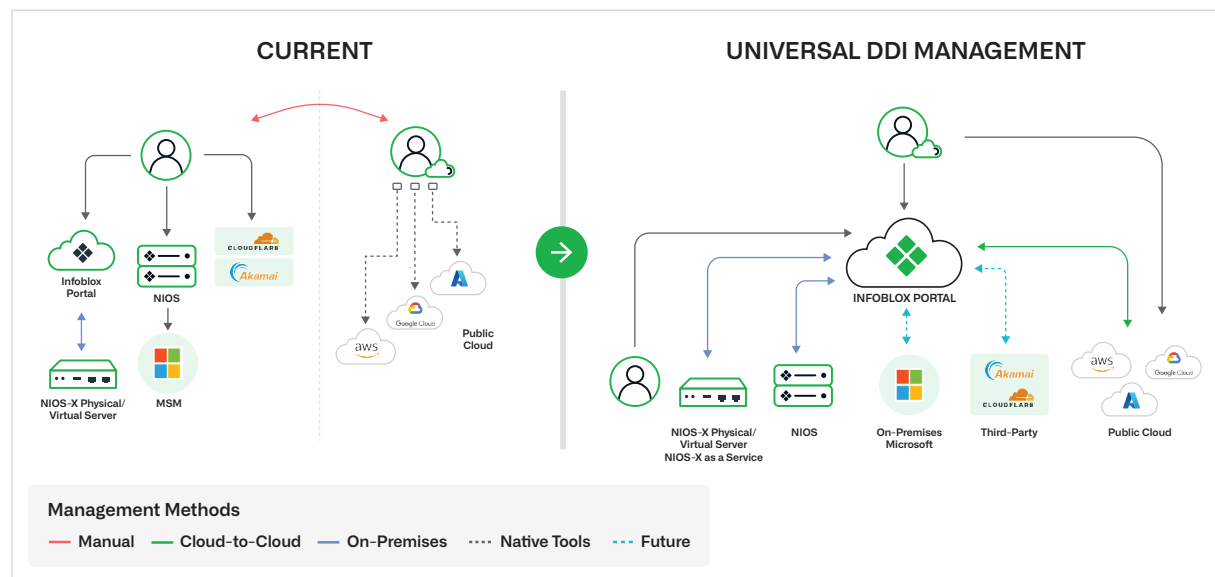 CURRENT
UNIVERSAL DDI MANAGEMENT
CLOUDFLARE
Akamai
Infoblox
Portal
NIOS
aws
Google Cloud
Public
Cloud
NIOS-X Physical/
Virtual Server
MSM
INFOBLOX PORTAL
NIOS-X Physical/
Virtual Server
NIOS-X as a Service
NIOS
On-Premises
Microsoft
Akamai
CLOUDFLARE
Third-Party
aws
Google Cloud
Public Cloud
Management Methods
Manual
Cloud-to-Cloud
On-Premises
Native Tools
Future